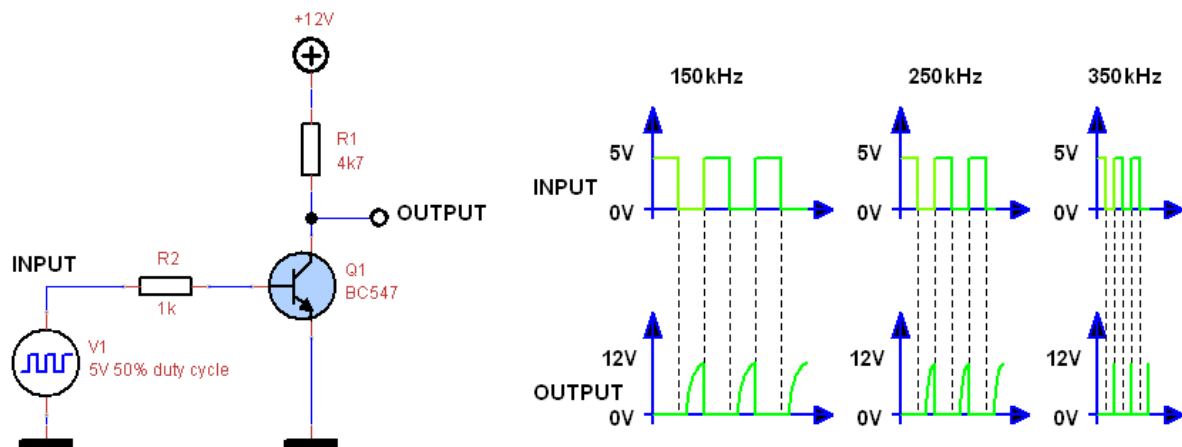 +12V
R1
4k7
OUTPUT
INPUT
R2
1k
Q1
BC547
V1
5V 50% duty cycle
150kHz
250kHz
350kHz
INPUT
5V
0V
5V
0V
5V
0V
OUTPUT
12V
0V
12V
0V
12V
0V